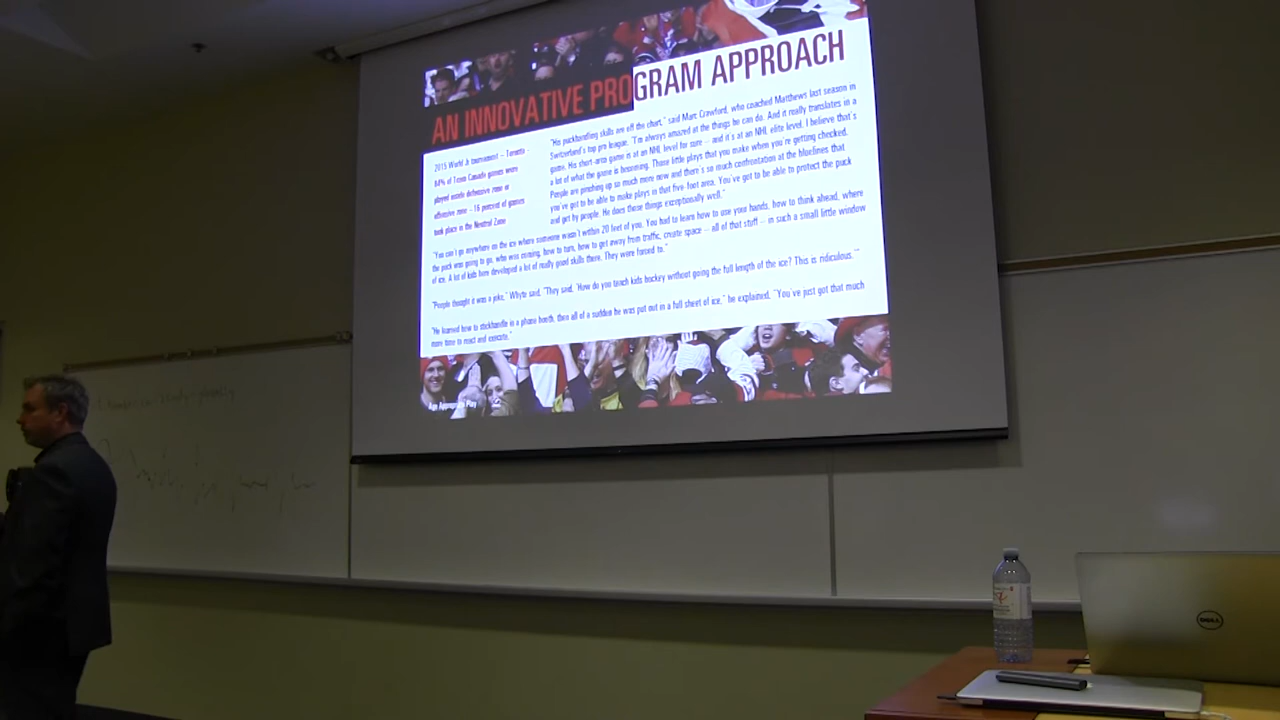 AN INNOVATIVE PROGRAM APPROACH
2015 World Jr tournament – Toronto -
84% of Team Canada games were
played inside defensive zone or
offensive zone – 16 percent of games
took place in the Neutral Zone
"His puckhandling skills are off the chart," said Marc Crawford, who coached Matthews last season in
Switzerland's top pro league. "I'm always amazed at the things he can do. And it really translates in a
game. His short-area game is at an NHL level for sure -- and it's at an NHL elite level. I believe that's
a lot of what the game is becoming. Those little plays that you make when you're getting checked.
People are pinching up so much more now and there's so much confrontation at the bluelines that
you've got to be able to make plays in that five-foot area. You've got to be able to protect the puck
and get by people. He does those things exceptionally well."
"You can't go anywhere on the ice where someone wasn't within 20 feet of you. You had to learn how to use your hands, how to think ahead, where
the puck was going to go, who was coming, how to turn, how to get away from traffic, create space -- all of that stuff -- in such a small little window
of ice. A lot of kids here developed a lot of really good skills there. They were forced to."
"People thought it was a joke," Whyte said. "They said, 'How do you teach kids hockey without going the full length of the ice? This is ridiculous.'"
"He learned how to stickhandle in a phone booth, then all of a sudden he was put out in a full sheet of ice," he explained. "You've just got that much
more time to react and execute."
Age Appropriate Play
DELL